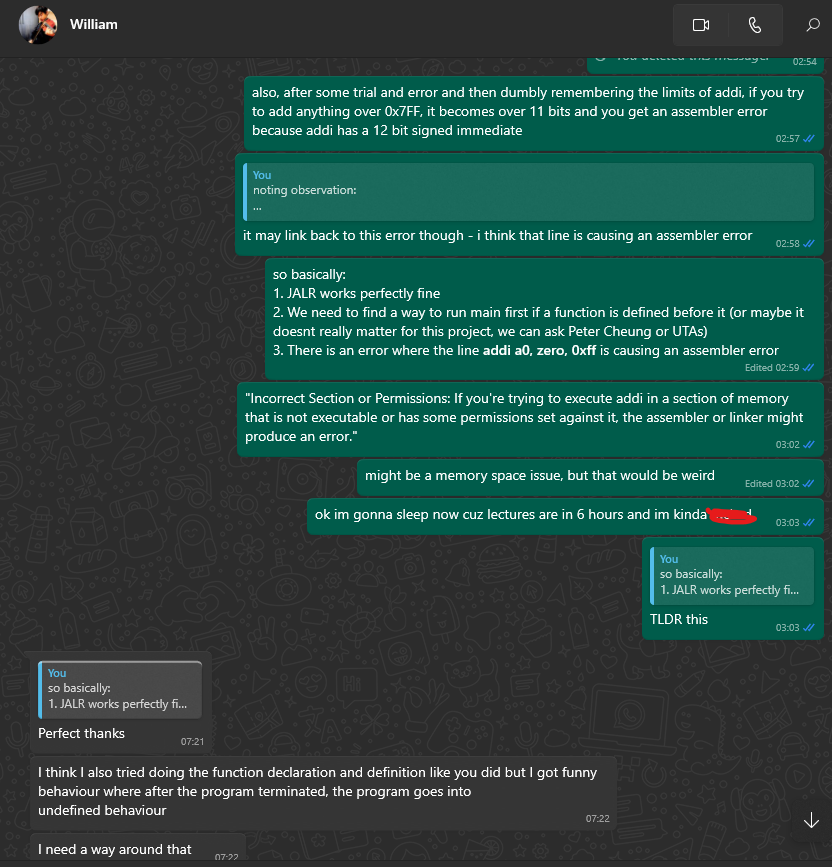 William
You deleted this message.
02:54
also, after some trial and error and then dumbly remembering the limits of addi, if you try
to add anything over 0x7FF, it becomes over 11 bits and you get an assembler error
because addi has a 12 bit signed immediate
02:57
You
noting observation:
...
it may link back to this error though - i think that line is causing an assembler error
02:58
so basically:
1. JALR works perfectly fine
2. We need to find a way to run main first if a function is defined before it (or maybe it
doesnt really matter for this project, we can ask Peter Cheung or UTAs)
3. There is an error where the line addi a0, zero, 0xff is causing an assembler error
Edited 02:59
"Incorrect Section or Permissions: If you're trying to execute addi in a section of memory
that is not executable or has some permissions set against it, the assembler or linker might
produce an error."
03:02
might be a memory space issue, but that would be weird
Edited 03:02
ok im gonna sleep now cuz lectures are in 6 hours and im kinda
03:03
You
so basically:
1. JALR works perfectly fi...
TLDR this
03:03
You
so basically:
1. JALR works perfectly fi...
Perfect thanks
07:21
I think I also tried doing the function declaration and definition like you did but I got funny
behaviour where after the program terminated, the program goes into
undefined behaviour
07:22
I need a way around that
07:22